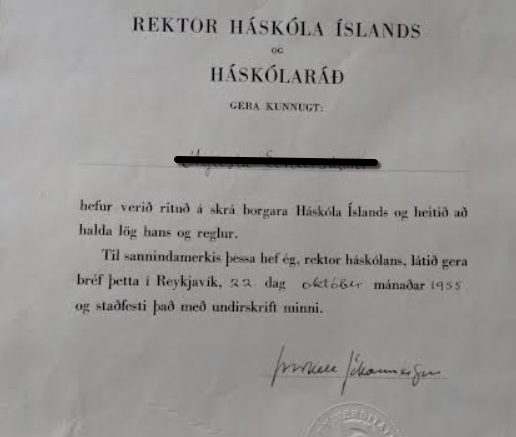 REKTOR HÁSKÓLA ÍSLANDS
OG
HÁSKÓLARÁÐ
GERA KUNNUGT:
hefur verið rituð á skrá borgara Háskóla Íslands og heitið að
halda lög hans og reglur.
Til sannindamerkis þessa hef ég, rektor háskólans, látið gera
bréf þetta í Reykjavík, 22 dag október mánaðar 1955
og staðfesti það með undirskrift minni.
Þorkell Jóhannesson